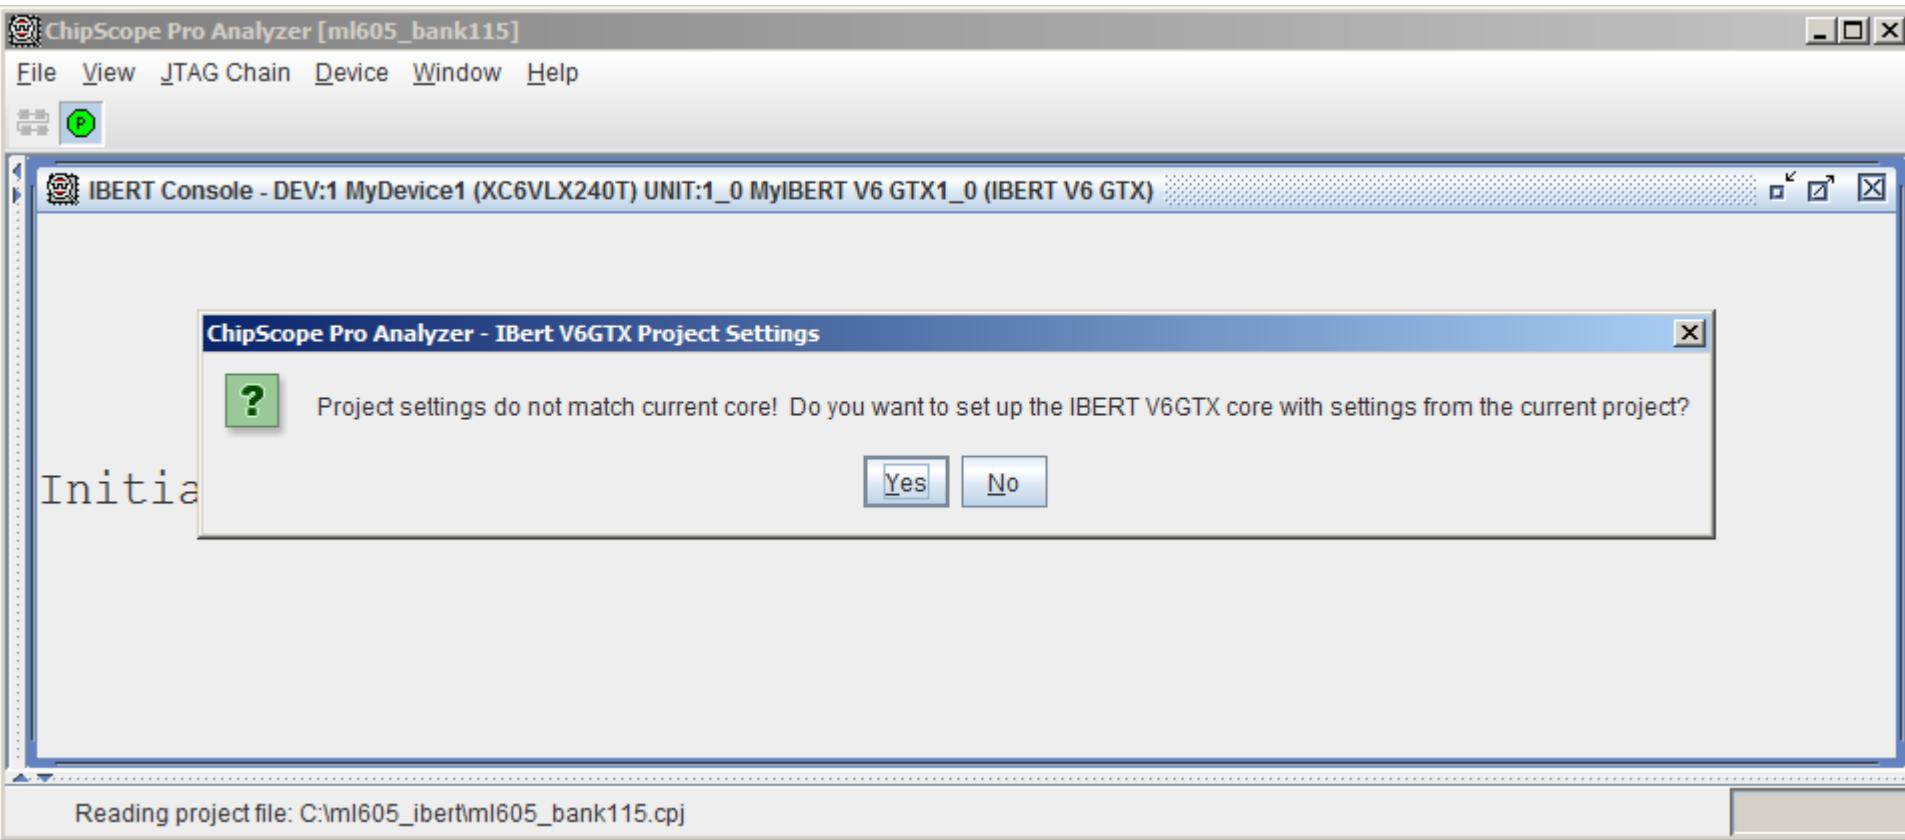 ChipScope Pro Analyzer [ml605_bank115]
File View JTAG Chain Device Window Help
P
IBERT Console - DEV:1 MyDevice1 (XC6VLX240T) UNIT:1_0 MyIBERT V6 GTX1_0 (IBERT V6 GTX)
ChipScope Pro Analyzer - IBert V6GTX Project Settings
? Project settings do not match current core! Do you want to set up the IBERT V6GTX core with settings from the current project?
Initia
Yes No
Reading project file: C:\ml605_ibert\ml605_bank115.cpj